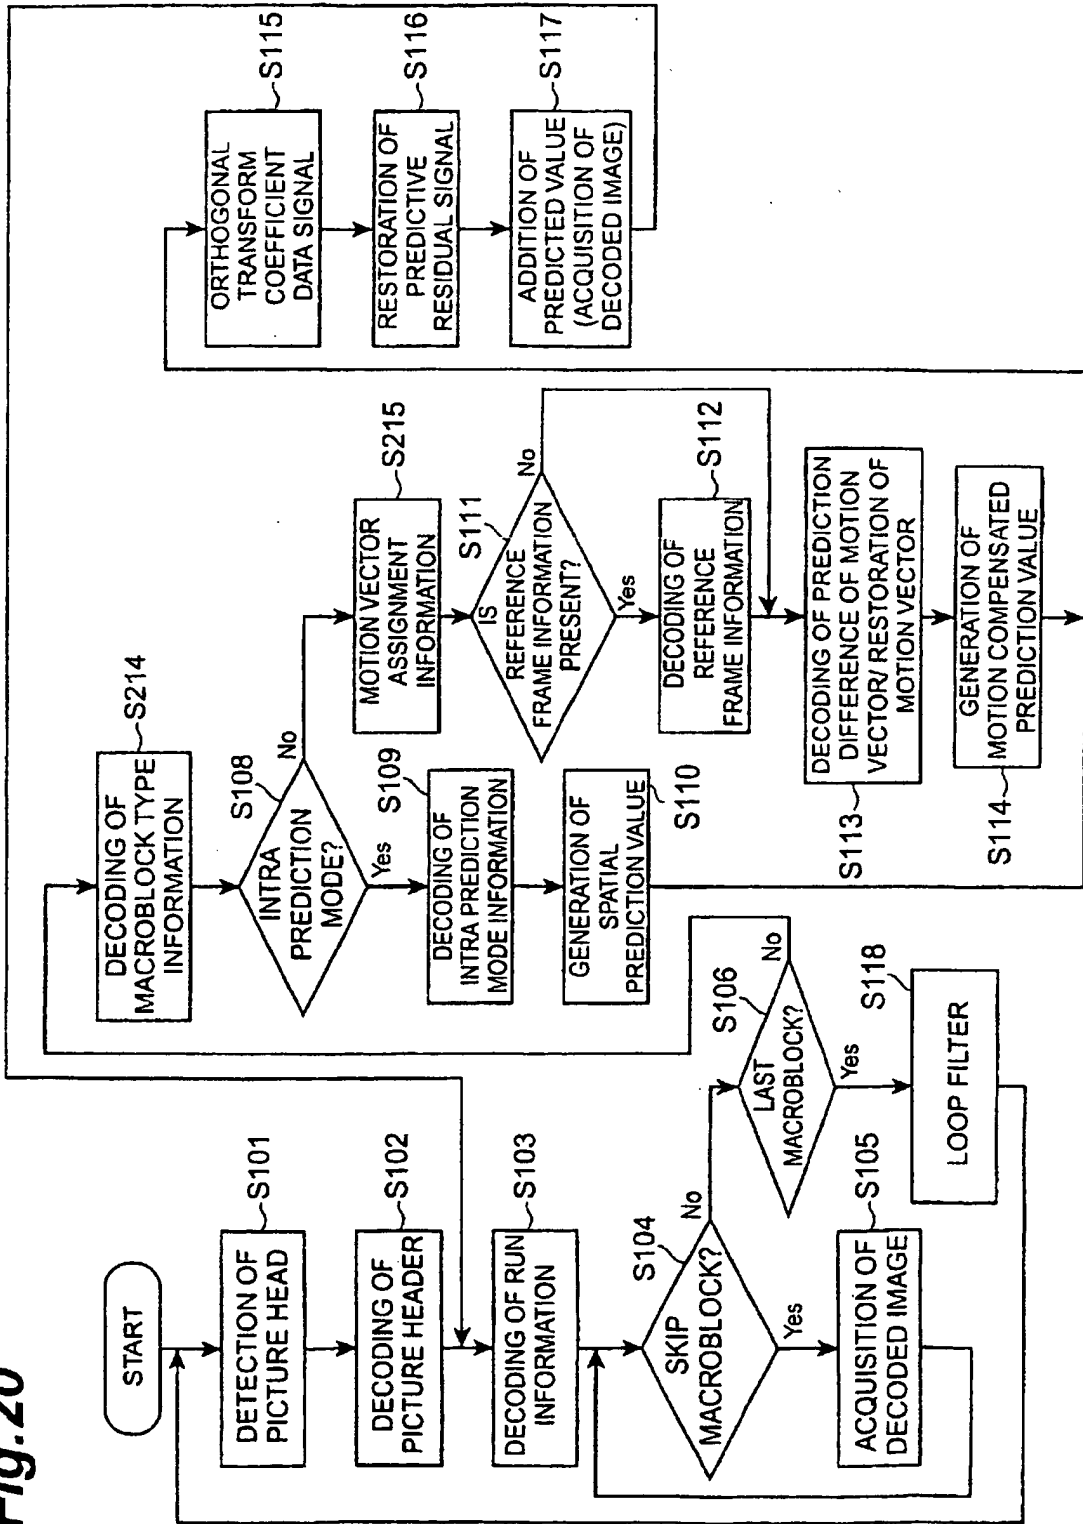 Fig.20
START
DETECTION OF
PICTURE HEAD
S101
DECODING OF
PICTURE HEADER
S102
DECODING OF RUN
INFORMATION
S103
SKIP
MACROBLOCK?
S104
No
Yes
ACQUISITION OF
DECODED IMAGE
S105
LAST
MACROBLOCK?
S106
No
Yes
LOOP FILTER
S118
DECODING OF
MACROBLOCK TYPE
INFORMATION
S214
INTRA
PREDICTION
MODE?
S108
No
Yes
DECODING OF
INTRA PREDICTION
MODE INFORMATION
S109
GENERATION OF
SPATIAL
PREDICTION VALUE
S110
MOTION VECTOR
ASSIGNMENT
INFORMATION
S215
IS
REFERENCE
FRAME INFORMATION
PRESENT?
S111
No
Yes
DECODING OF
REFERENCE
FRAME INFORMATION
S112
DECODING OF PREDICTION
DIFFERENCE OF MOTION
VECTOR/ RESTORATION OF
MOTION VECTOR
S113
GENERATION OF
MOTION COMPENSATED
PREDICTION VALUE
S114
ORTHOGONAL
TRANSFORM
COEFFICIENT
DATA SIGNAL
S115
RESTORATION OF
PREDICTIVE
RESIDUAL SIGNAL
S116
ADDITION OF
PREDICTED VALUE
(ACQUISITION OF
DECODED IMAGE)
S117